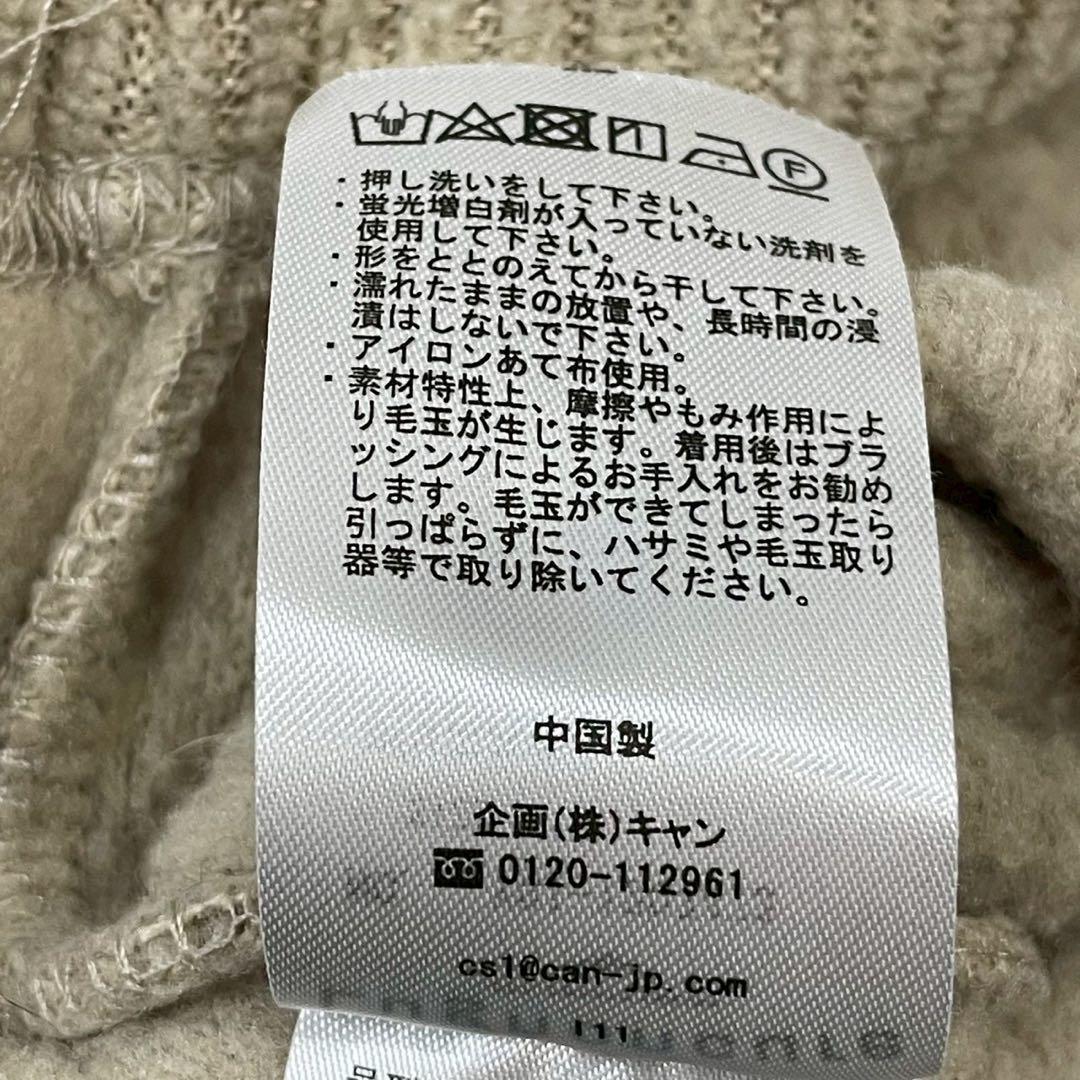 F
・押し洗いをして下さい。
・蛍光増白剤が入っていない洗剤を
使用して下さい。
・形をととのえてから干して下さい。
・濡れたままの放置や、長時間の浸
漬はしないで下さい。
・アイロンあて布使用。
・素材特性上、摩擦やもみ作用によ
り毛玉が生じます。着用後はブラ
ッシングによるお手入れをお勧め
します。毛玉ができてしまったら
引っぱらずに、ハサミや毛玉取り
器等で取り除いてください。
中国製
企画(株)キャン
0120-112961
cs1@can-jp.com